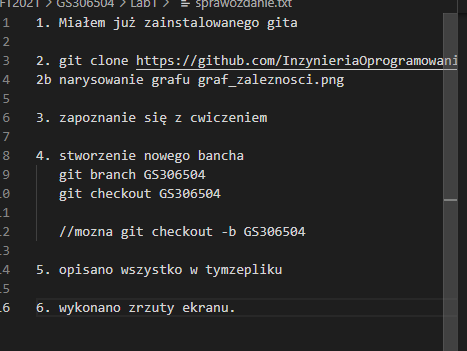 FT2021 > GS306504 > Lab1 > sprawozdanie.txt
1 1. Miałem już zainstalowanego gita
2
3 2. git clone https://github.com/InzynieriaOprogramowani
4 2b narysowanie grafu graf_zaleznosci.png
5
6 3. zapoznanie się z cwiczeniem
7
8 4. stworzenie nowego bancha
9 git branch GS306504
10 git checkout GS306504
11
12 //mozna git checkout -b GS306504
13
14 5. opisano wszystko w tymzepliku
15
16 6. wykonano zrzuty ekranu.